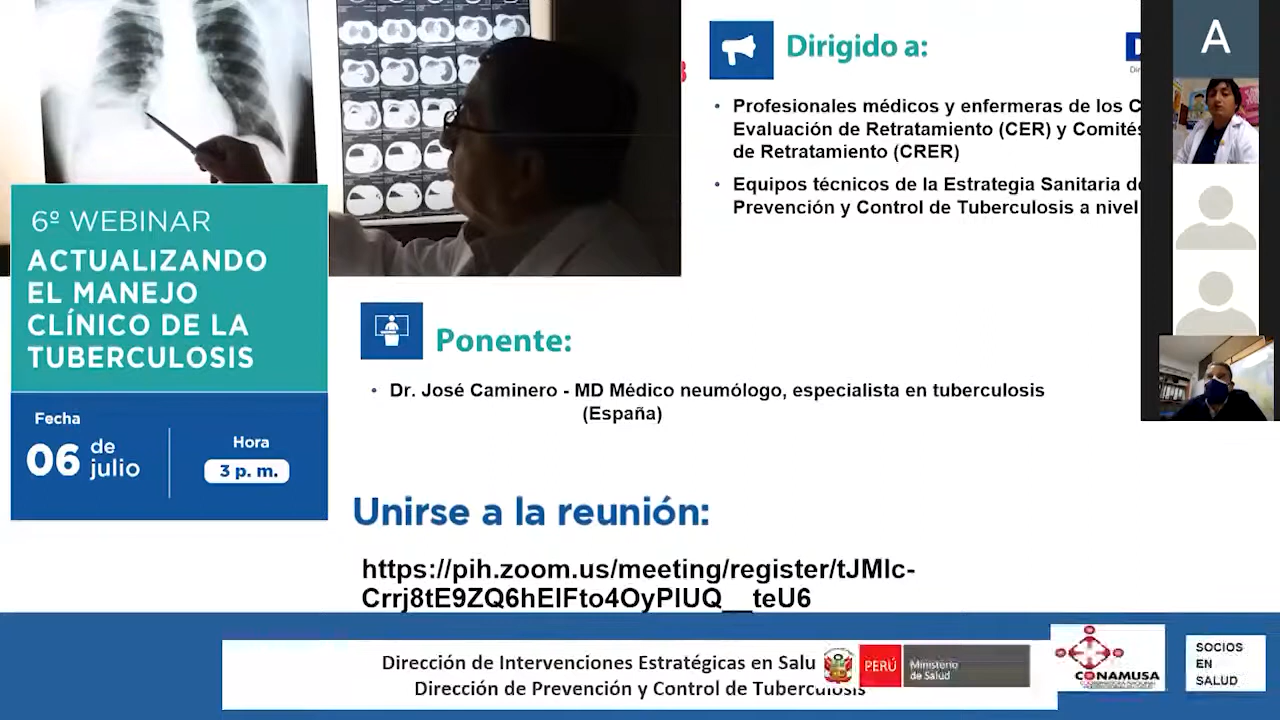 Dirigido a:
• Profesionales médicos y enfermeras de los C
Evaluación de Retratamiento (CER) y Comités
de Retratamiento (CRER)
• Equipos técnicos de la Estrategia Sanitaria de
Prevención y Control de Tuberculosis a nivel
A
6º WEBINAR
ACTUALIZANDO
EL MANEJO
CLÍNICO DE LA
TUBERCULOSIS
Fecha
06 de julio
Hora
3 p. m.
Ponente:
• Dr. José Caminero - MD Médico neumólogo, especialista en tuberculosis
(España)
Unirse a la reunión:
https://pih.zoom.us/meeting/register/tJMlc-
Crrj8tE9ZQ6hElFto4OyPlUQ__teU6
Dirección de Intervenciones Estratégicas en Salu
Dirección de Prevención y Control de Tuberculosis
PERÚ
Ministerio
de Salud
CONAMUSA
SOCIOS
EN
SALUD